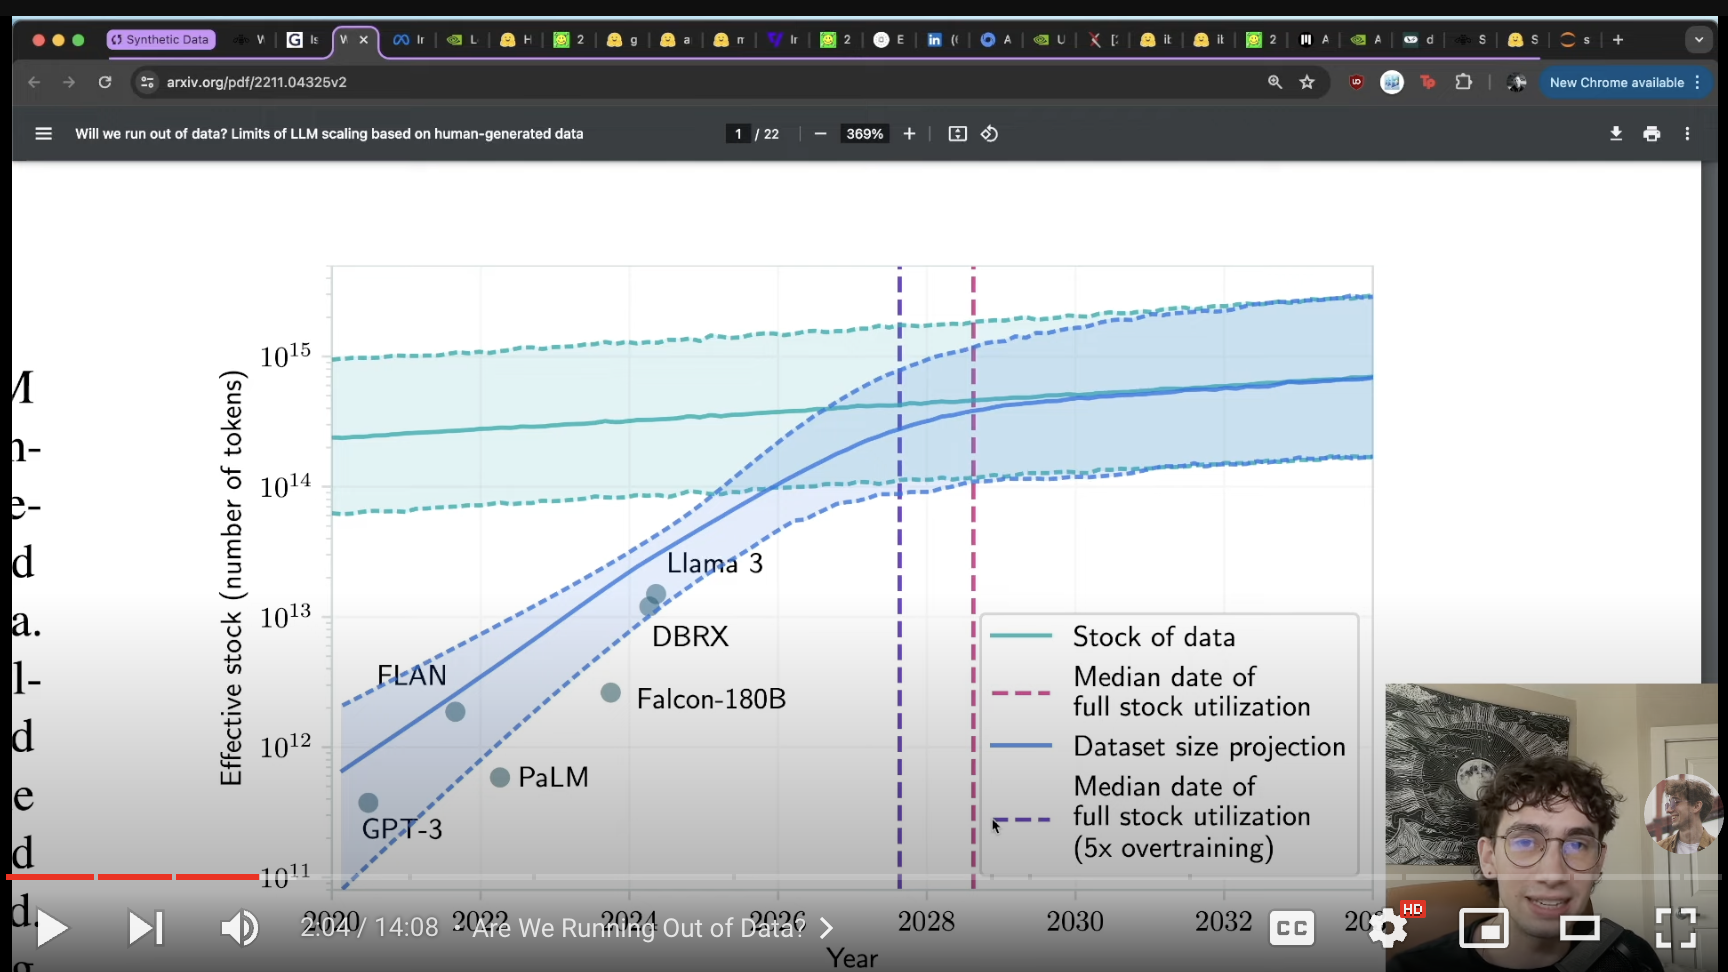 Synthetic Data
arxiv.org/pdf/2211.04325v2
New Chrome available
Will we run out of data? Limits of LLM scaling based on human-generated data
1 / 22
369%
Effective stock (number of tokens)
10^15
10^14
10^13
10^12
10^11
Llama 3
DBRX
FLAN
Falcon-180B
PaLM
GPT-3
Stock of data
Median date of
full stock utilization
Dataset size projection
Median date of
full stock utilization
(5x overtraining)
2020 2022 2024 2026 2028 2030 2032
Year
2:04 / 14:08 · Are We Running Out of Data?
CC
HD